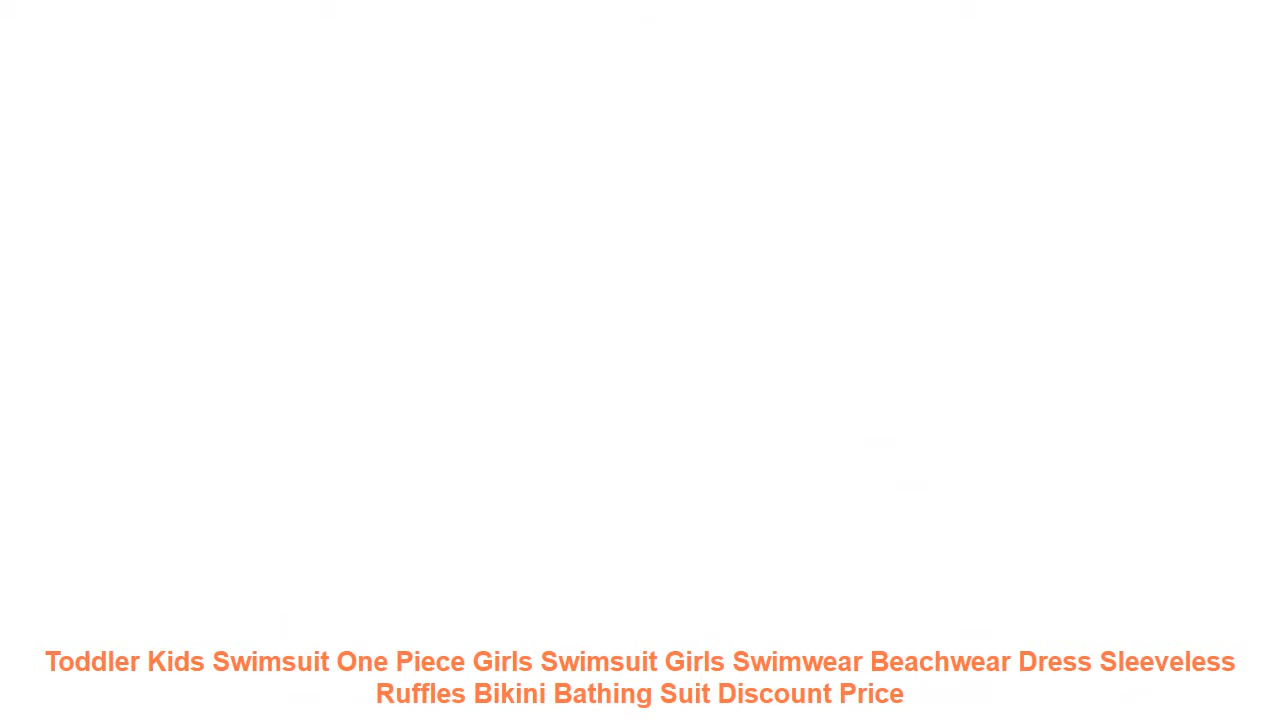 Toddler Kids Swimsuit One Piece Girls Swimsuit Girls Swimwear Beachwear Dress Sleeveless
Ruffles Bikini Bathing Suit Discount Price